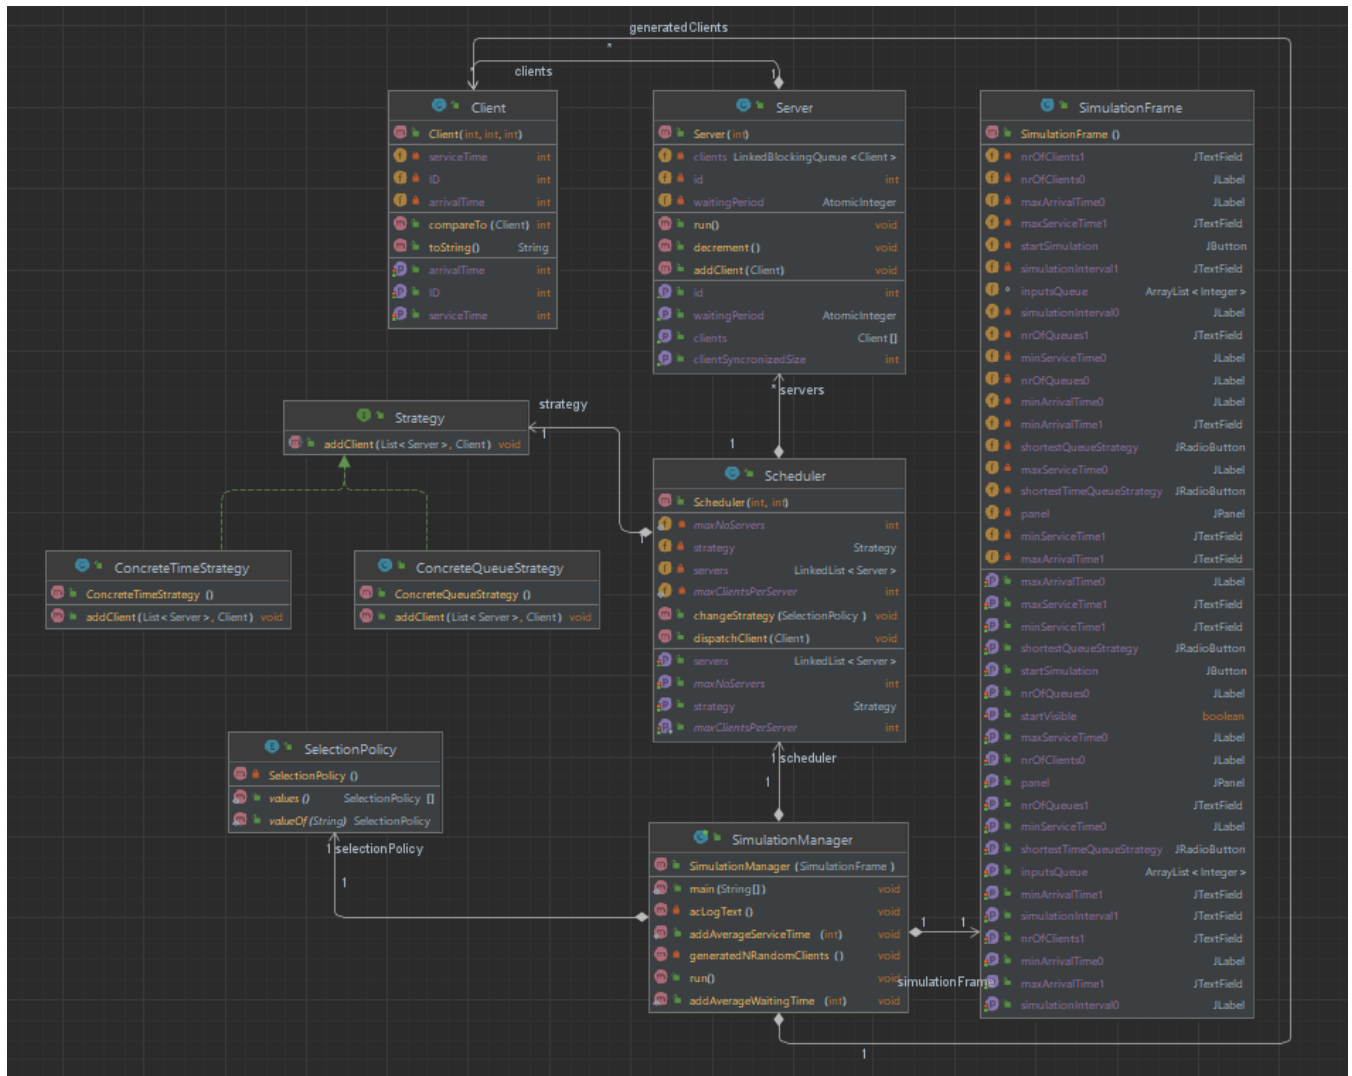 generatedClients
*
clients
*
1
Client
Client(int, int, int)
serviceTime int
ID int
arrivalTime int
compareTo(Client) int
toString() String
arrivalTime int
ID int
serviceTime int
Server
Server(int)
clients LinkedBlockingQueue<Client>
id int
waitingPeriod AtomicInteger
run() void
decrement() void
addClient(Client) void
id int
waitingPeriod AtomicInteger
clients Client[]
clientSyncronizedSize int
* servers
1
SimulationFrame
SimulationFrame()
nrOfClients1 JTextField
nrOfClients0 JLabel
maxArrivalTime0 JLabel
maxServiceTime1 JTextField
startSimulation JButton
simulationInterval1 JTextField
inputsQueue ArrayList<Integer>
simulationInterval0 JLabel
nrOfQueues1 JTextField
minServiceTime0 JLabel
nrOfQueues0 JLabel
minArrivalTime0 JLabel
minArrivalTime1 JTextField
shortestQueueStrategy JRadioButton
maxServiceTime0 JLabel
shortestTimeQueueStrategy JRadioButton
panel JPanel
minServiceTime1 JTextField
maxArrivalTime1 JTextField
maxArrivalTime0 JLabel
maxServiceTime1 JTextField
minServiceTime1 JTextField
shortestQueueStrategy JRadioButton
startSimulation JButton
nrOfQueues0 JLabel
startVisible boolean
maxServiceTime0 JLabel
nrOfClients0 JLabel
panel JPanel
nrOfQueues1 JTextField
minServiceTime0 JLabel
shortestTimeQueueStrategy JRadioButton
inputsQueue ArrayList<Integer>
minArrivalTime1 JTextField
simulationInterval1 JTextField
nrOfClients1 JTextField
minArrivalTime0 JLabel
maxArrivalTime1 JTextField
simulationInterval0 JLabel
Strategy
addClient(List<Server>, Client) void
strategy
1
1
ConcreteTimeStrategy
ConcreteTimeStrategy()
addClient(List<Server>, Client) void
ConcreteQueueStrategy
ConcreteQueueStrategy()
addClient(List<Server>, Client) void
Scheduler
Scheduler(int, int)
maxNoServers int
strategy Strategy
servers LinkedList<Server>
maxClientsPerServer int
changeStrategy(SelectionPolicy) void
dispatchClient(Client) void
servers LinkedList<Server>
maxNoServers int
strategy Strategy
maxClientsPerServer int
1 scheduler
1
SelectionPolicy
SelectionPolicy()
values() SelectionPolicy[]
valueOf(String) SelectionPolicy
1 selectionPolicy
1
SimulationManager
SimulationManager(SimulationFrame)
main(String[]) void
acLogText() void
addAverageServiceTime(int) void
generatedNRandomClients() void
run() void
addAverageWaitingTime(int) void
1 1
simulationFrame
1